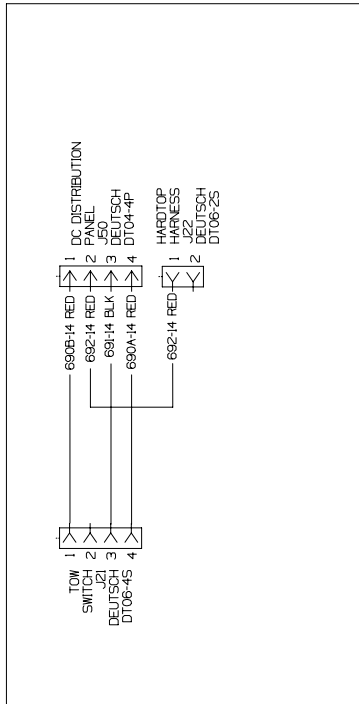 TOW
SWITCH
J21
DEUTSCH
DT06-4S
1
2
3
4
690B-14 RED
692-14 RED
691-14 BLK
690A-14 RED
1
2
3
4
DC DISTRIBUTION
PANEL
J50
DEUTSCH
DT04-4P
692-14 RED
1
2
HARDTOP
HARNESS
J22
DEUTSCH
DT06-2S